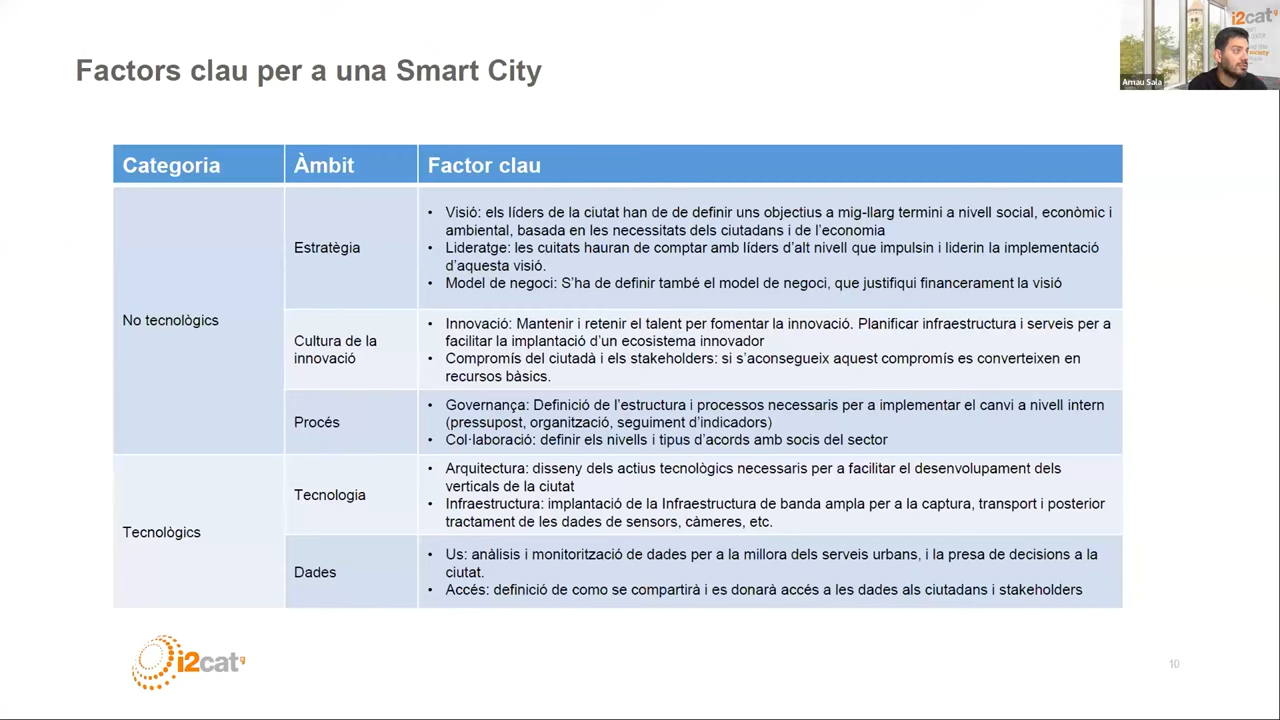 Factors clau per a una Smart City
i2cat
society
Arnau Sala
Categoria
Àmbit
Factor clau
No tecnològics
Estratègia
• Visió: els líders de la ciutat han de de definir uns objectius a mig-llarg termini a nivell social, econòmic i
ambiental, basada en les necessitats dels ciutadans i de l’economia
• Lideratge: les cuitats hauran de comptar amb líders d’alt nivell que impulsin i liderin la implementació
d’aquesta visió.
• Model de negoci: S’ha de definir també el model de negoci, que justifiqui financerament la visió
Cultura de la
innovació
• Innovació: Mantenir i retenir el talent per fomentar la innovació. Planificar infraestructura i serveis per a
facilitar la implantació d’un ecosistema innovador
• Compromís del ciutadà i els stakeholders: si s’aconsegueix aquest compromís es converteixen en
recursos bàsics.
Procés
• Governança: Definició de l’estructura i processos necessaris per a implementar el canvi a nivell intern
(pressupost, organització, seguiment d’indicadors)
• Col·laboració: definir els nivells i tipus d’acords amb socis del sector
Tecnològics
Tecnologia
• Arquitectura: disseny dels actius tecnològics necessaris per a facilitar el desenvolupament dels
verticals de la ciutat
• Infraestructura: implantació de la Infraestructura de banda ampla per a la captura, transport i posterior
tractament de les dades de sensors, càmeres, etc.
Dades
• Us: anàlisis i monitorització de dades per a la millora dels serveis urbans, i la presa de decisions a la
ciutat.
• Accés: definició de como se compartirà i es donarà accés a les dades als ciutadans i stakeholders
i2cat
10